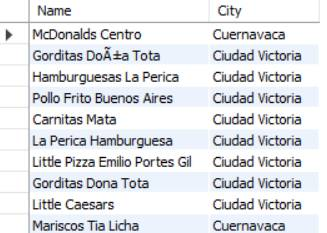 Name City
McDonalds Centro Cuernavaca
Gorditas DoÃ±a Tota Ciudad Victoria
Hamburguesas La Perica Ciudad Victoria
Pollo Frito Buenos Aires Ciudad Victoria
Carnitas Mata Ciudad Victoria
La Perica Hamburguesa Ciudad Victoria
Little Pizza Emilio Portes Gil Ciudad Victoria
Gorditas Dona Tota Ciudad Victoria
Little Caesars Ciudad Victoria
Mariscos Tia Licha Cuernavaca